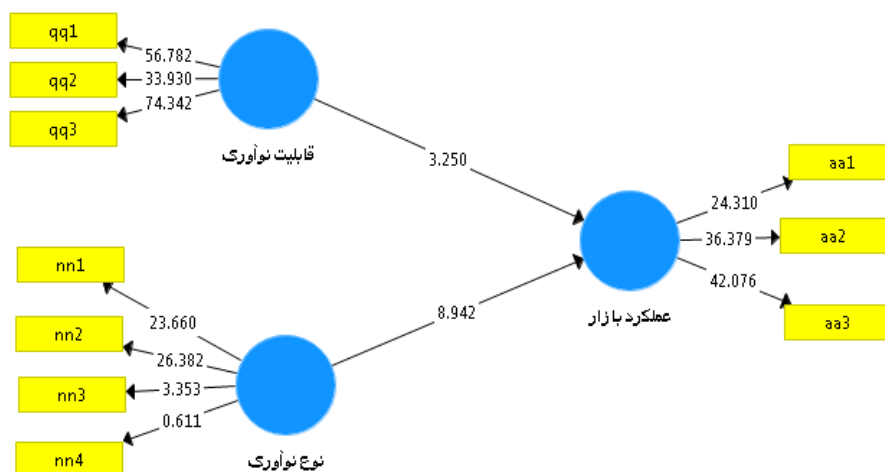 qq1
56.782
qq2
33.930
qq3
74.342
قابلیت نوآوری
3.250
aa1
24.310
aa2
36.379
aa3
42.076
عملکرد بازار
nn1
23.660
nn2
26.382
nn3
3.353
nn4
0.611
8.942
نوع نوآوری